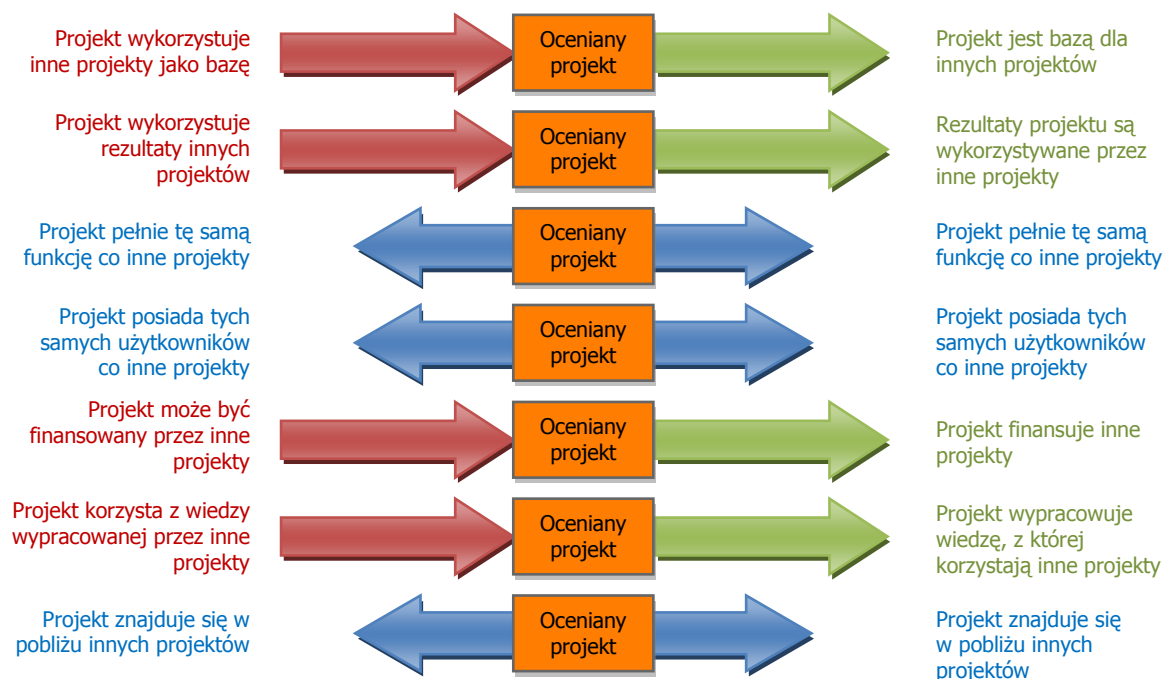 Projekt wykorzystuje
inne projekty jako bazę
Oceniany
projekt
Projekt jest bazą dla
innych projektów
Projekt wykorzystuje
rezultaty innych
projektów
Oceniany
projekt
Rezultaty projektu są
wykorzystywane przez
inne projekty
Projekt pełnie tę samą
funkcję co inne projekty
Oceniany
projekt
Projekt pełnie tę samą
funkcję co inne projekty
Projekt posiada tych
samych użytkowników
co inne projekty
Oceniany
projekt
Projekt posiada tych
samych użytkowników
co inne projekty
Projekt może być
finansowany przez inne
projekty
Oceniany
projekt
Projekt finansuje inne
projekty
Projekt korzysta z wiedzy
wypracowanej przez inne
projekty
Oceniany
projekt
Projekt wypracowuje
wiedzę, z której
korzystają inne projekty
Projekt znajduje się w
pobliżu innych projektów
Oceniany
projekt
Projekt znajduje się
w pobliżu innych
projektów